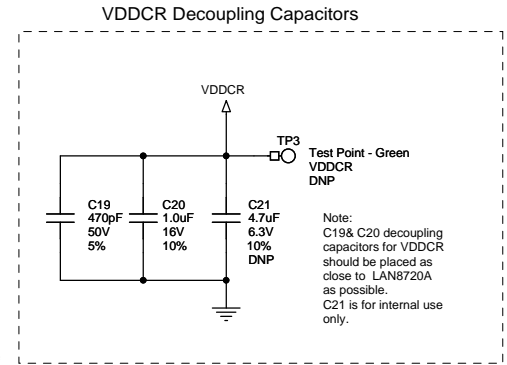 VDDCR Decoupling Capacitors
VDDCR
TP3
Test Point - Green
VDDCR
DNP
C19
470pF
50V
5%
C20
1.0uF
16V
10%
C21
4.7uF
6.3V
10%
DNP
Note:
C19& C20 decoupling
capacitors for VDDCR
should be placed as
close to LAN8720A
as possible.
C21 is for internal use
only.